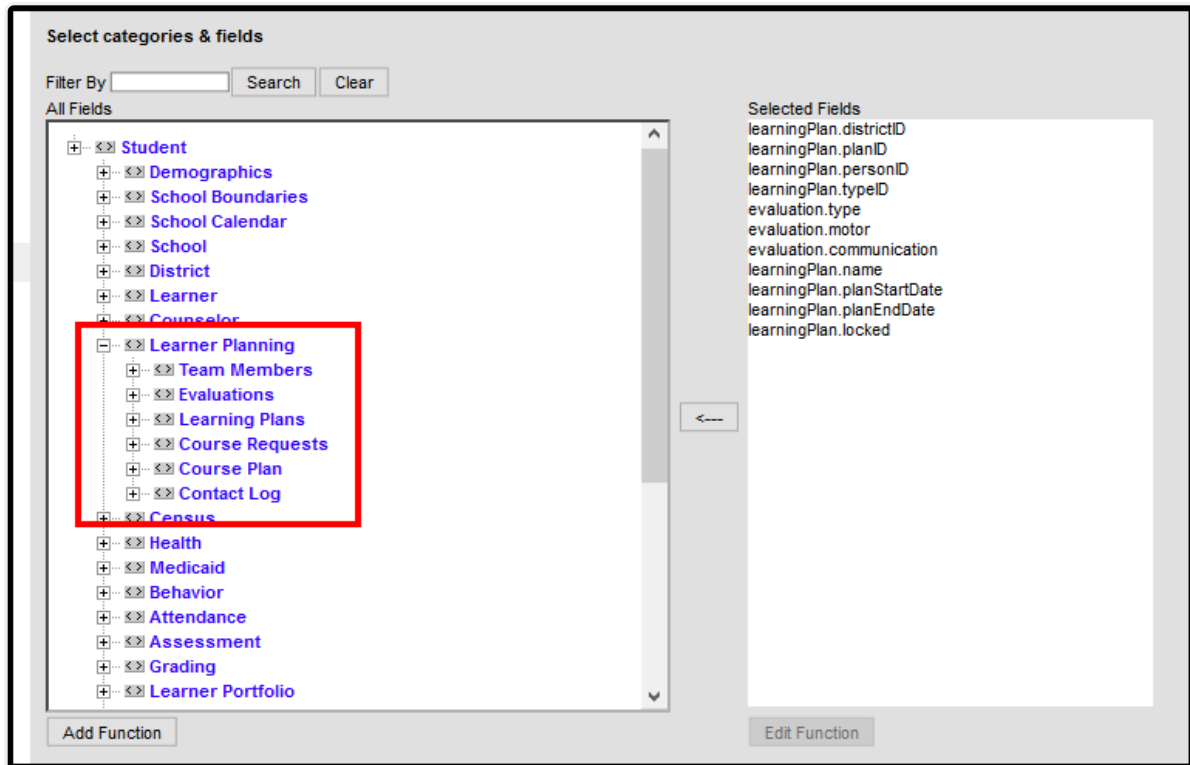 Select categories & fields
Filter By Search Clear
All Fields
Student
Demographics
School Boundaries
School Calendar
School
District
Learner
Counselor
Learner Planning
Team Members
Evaluations
Learning Plans
Course Requests
Course Plan
Contact Log
Census
Health
Medicaid
Behavior
Attendance
Assessment
Grading
Learner Portfolio
Add Function
<---
Selected Fields
learningPlan.districtID
learningPlan.planID
learningPlan.personID
learningPlan.typeID
evaluation.type
evaluation.motor
evaluation.communication
learningPlan.name
learningPlan.planStartDate
learningPlan.planEndDate
learningPlan.locked
Edit Function